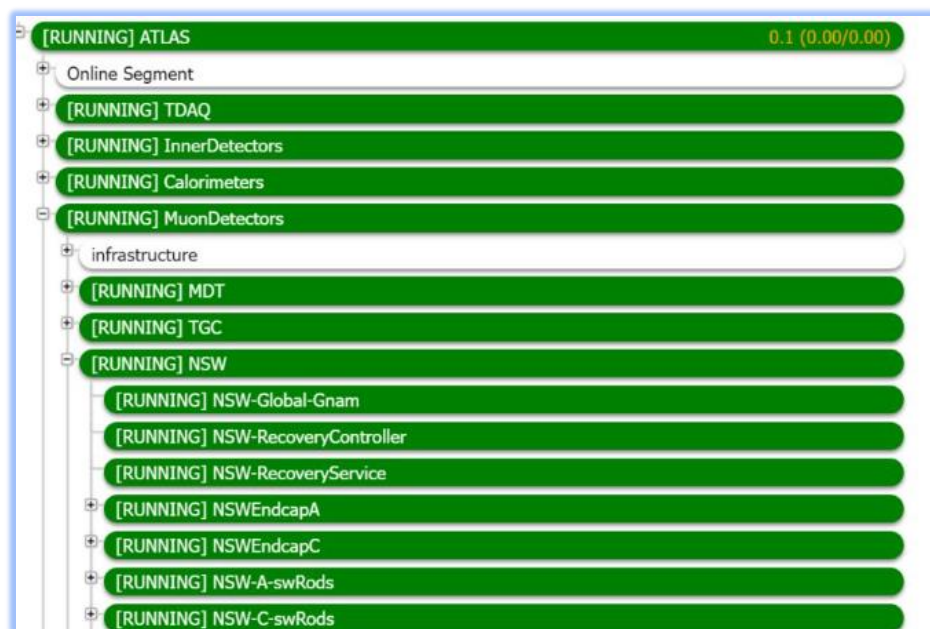 [RUNNING] ATLAS 0.1 (0.00/0.00)
Online Segment
[RUNNING] TDAQ
[RUNNING] InnerDetectors
[RUNNING] Calorimeters
[RUNNING] MuonDetectors
infrastructure
[RUNNING] MDT
[RUNNING] TGC
[RUNNING] NSW
[RUNNING] NSW-Global-Gnam
[RUNNING] NSW-RecoveryController
[RUNNING] NSW-RecoveryService
[RUNNING] NSWEndcapA
[RUNNING] NSWEndcapC
[RUNNING] NSW-A-swRods
[RUNNING] NSW-C-swRods